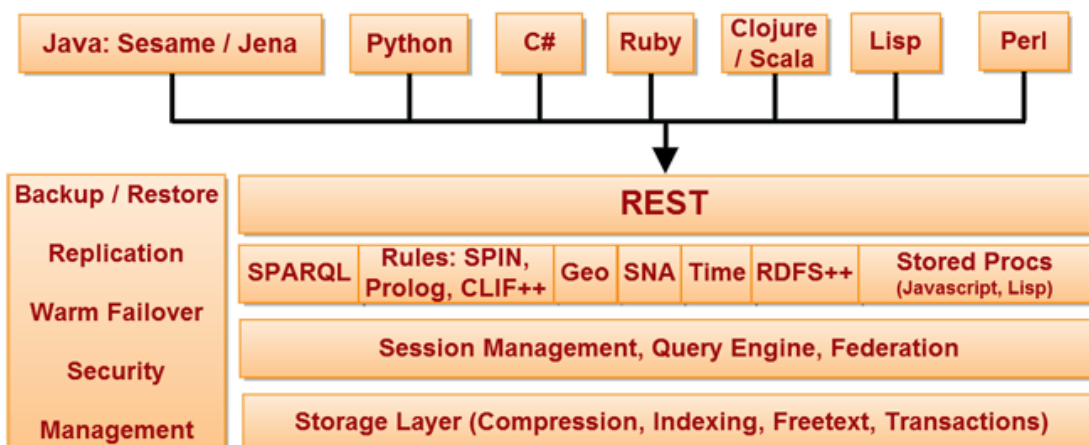 Java: Sesame / Jena
Python
C#
Ruby
Clojure
/ Scala
Lisp
Perl
Backup / Restore
Replication
Warm Failover
Security
Management
REST
SPARQL
Rules: SPIN,
Prolog, CLIF++
Geo
SNA
Time
RDFS++
Stored Procs
(Javascript, Lisp)
Session Management, Query Engine, Federation
Storage Layer (Compression, Indexing, Freetext, Transactions)